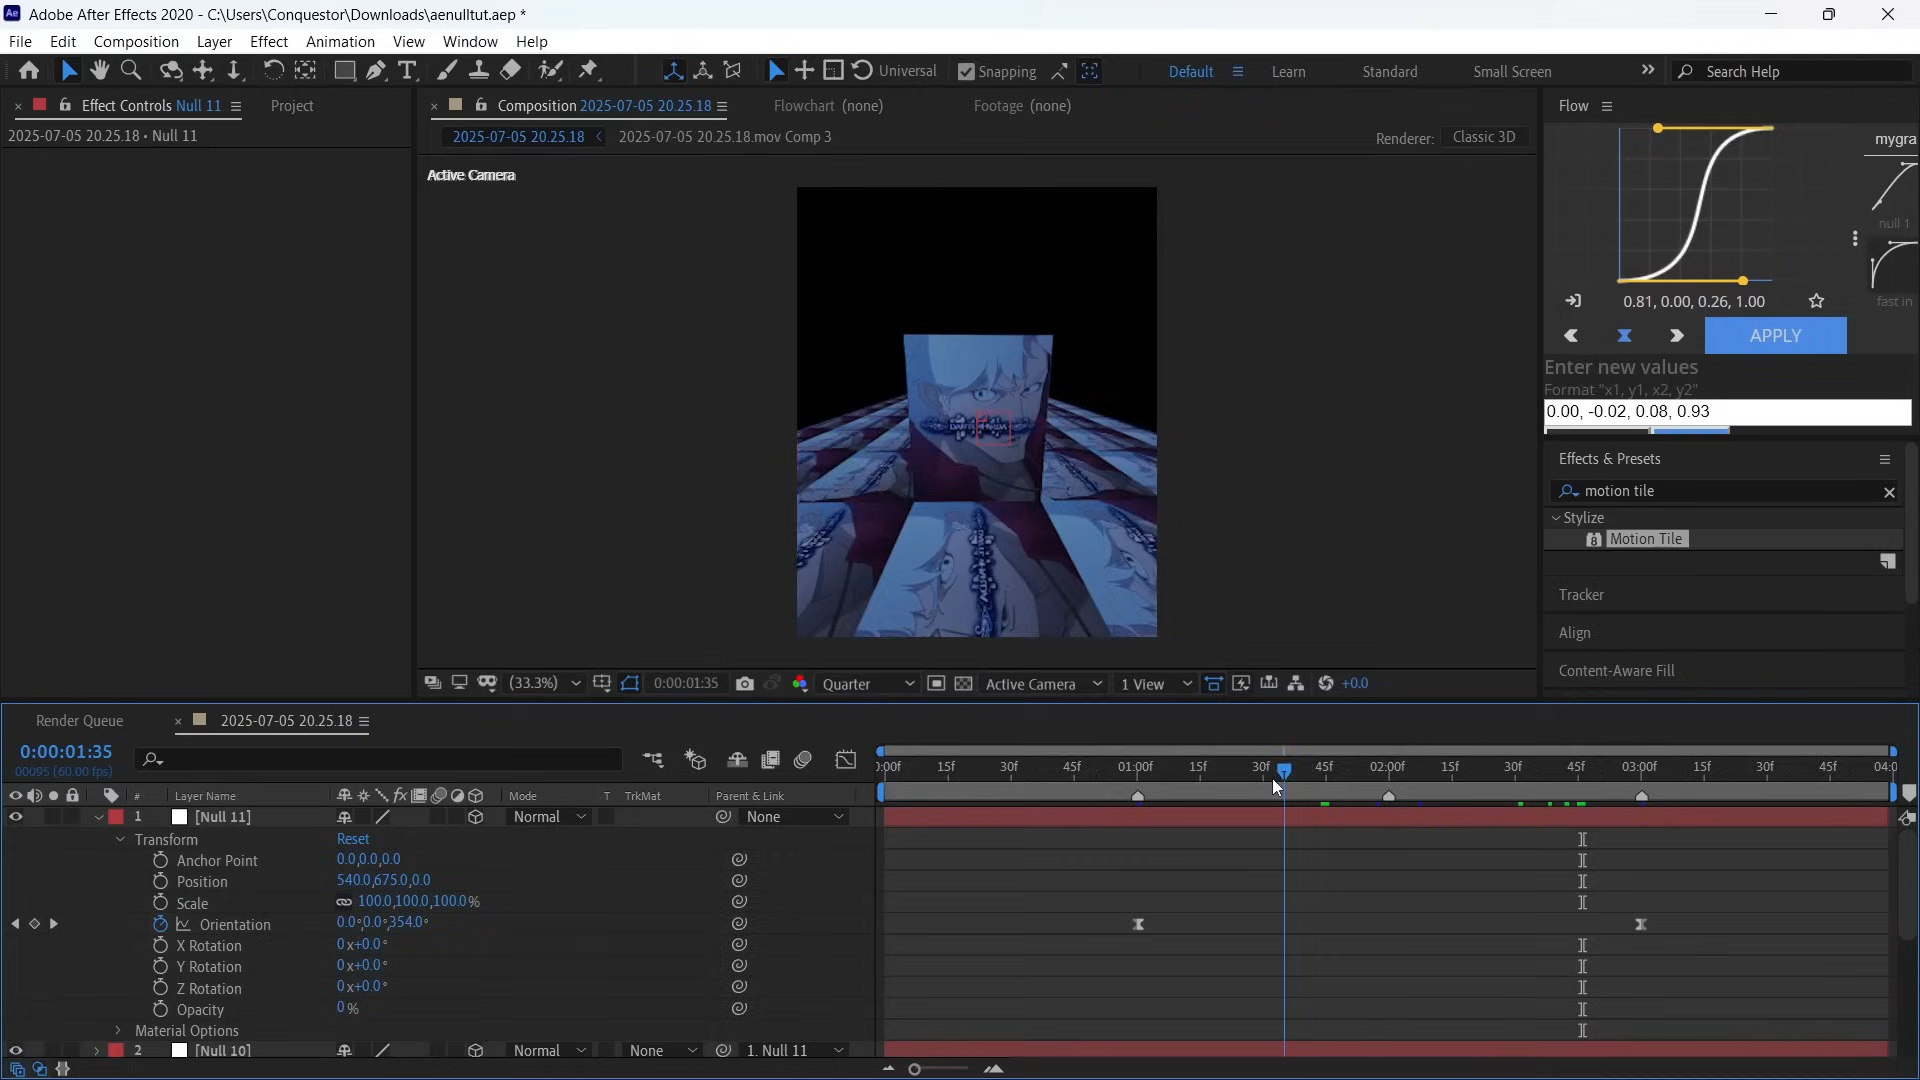 Adobe After Effects 2020 - C:\Users\Conquestor\Downloads\aenulltut.aep *
File Edit Composition Layer Effect Animation View Window Help
Universal Snapping Default Learn Standard Small Screen Search Help
Effect Controls Null 11 Project
2025-07-05 20.25.18 • Null 11
Composition 2025-07-05 20.25.18 Flowchart (none) Footage (none)
2025-07-05 20.25.18 2025-07-05 20.25.18.mov Comp 3 Renderer: Classic 3D
Active Camera
(33.3%) 0:00:01:35 Quarter Active Camera 1 View +0.0
Flow
mygra
null 1
0.81, 0.00, 0.26, 1.00
fast in
APPLY
Enter new values
Format "x1, y1, x2, y2"
0.00, -0.02, 0.08, 0.93
Effects & Presets
motion tile
Stylize
8 Motion Tile
Tracker
Align
Content-Aware Fill
Render Queue 2025-07-05 20.25.18
0:00:01:35
00095 (60.00 fps)
):00f 15f 30f 45f 01:00f 15f 30f 45f 02:00f 15f 30f 45f 03:00f 15f 30f 45f 04:0
# Layer Name Mode T TrkMat Parent & Link
1 [Null 11] Normal None
Transform Reset
Anchor Point 0.0,0.0,0.0
Position 540.0,675.0,0.0
Scale 100.0,100.0,100.0%
Orientation 0.0°,0.0°,354.0°
X Rotation 0x+0.0°
Y Rotation 0x+0.0°
Z Rotation 0x+0.0°
Opacity 0%
Material Options
2 [Null 10] Normal None 1. Null 11